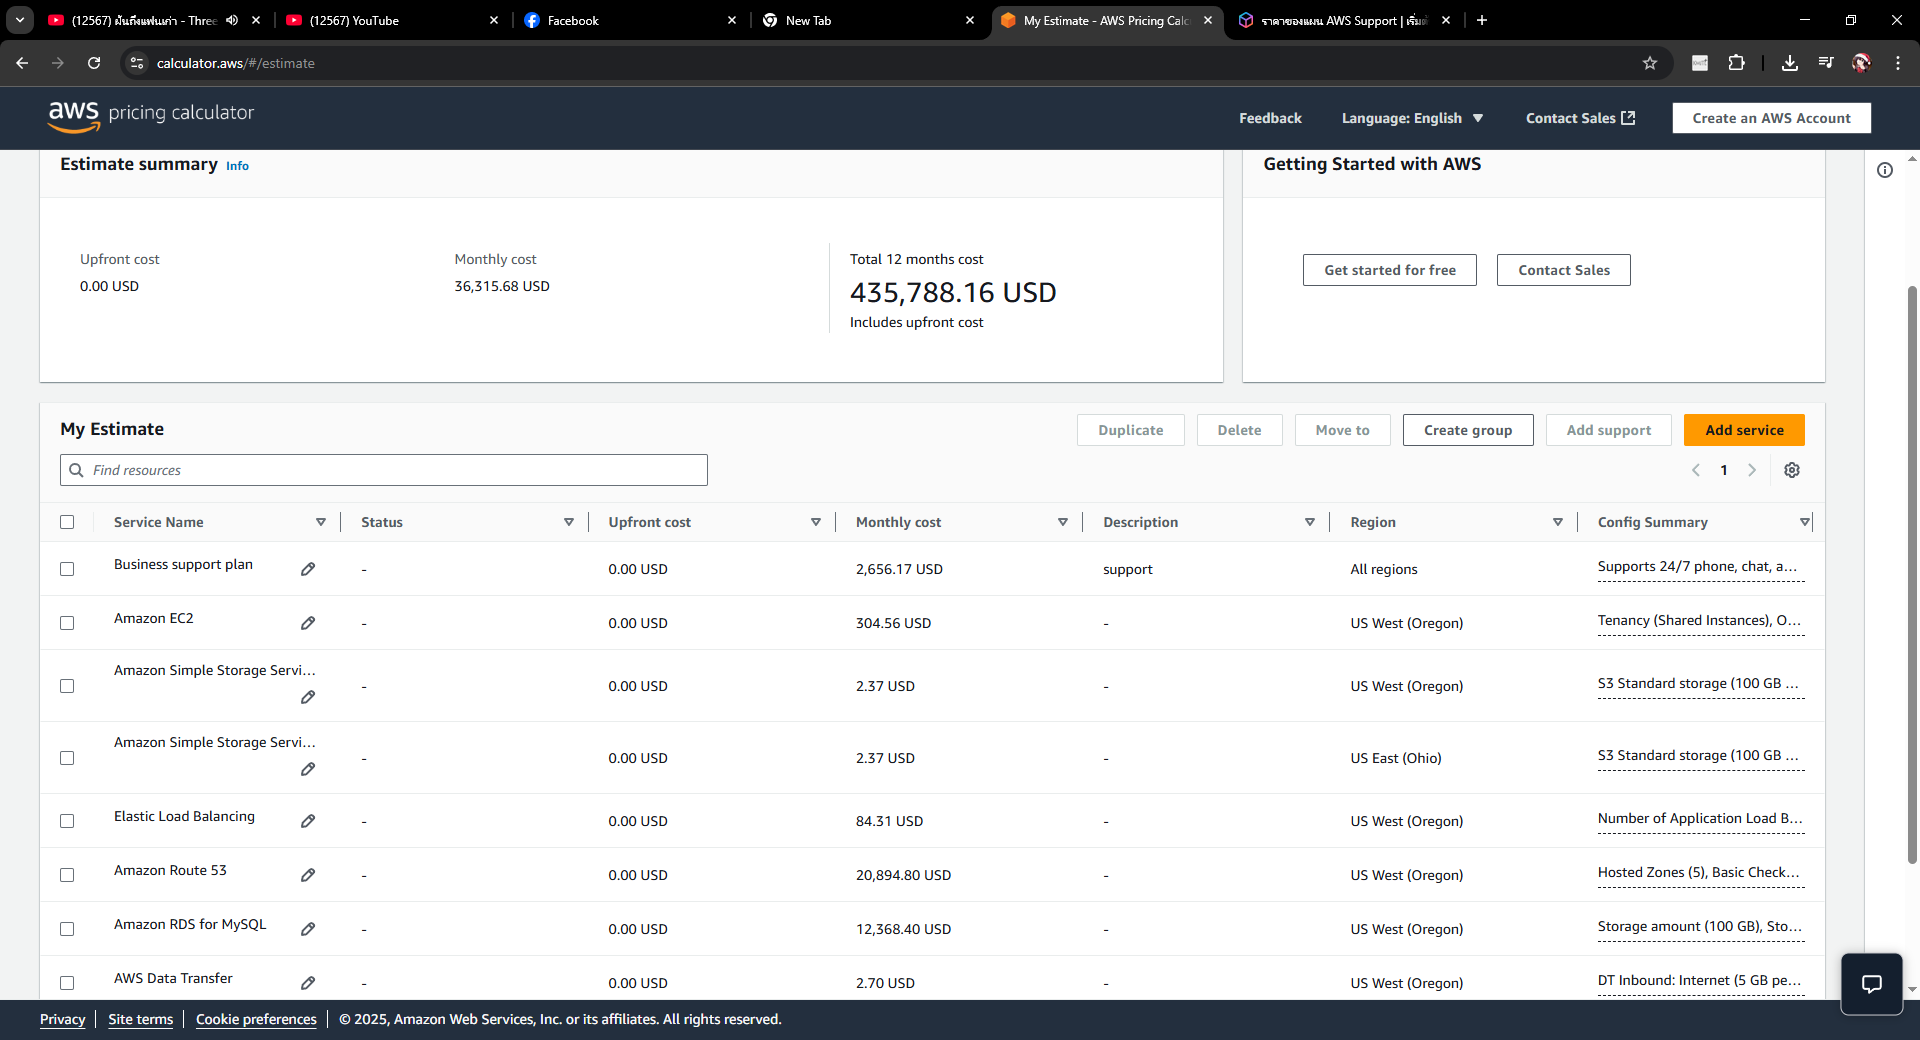 (12567) ฝันถึงแฟนเก่า - Three
(12567) YouTube
Facebook
New Tab
My Estimate - AWS Pricing Calc
ราคาของแผน AWS Support | เริ่มต้
calculator.aws/#/estimate
aws pricing calculator
Feedback
Language: English
Contact Sales
Create an AWS Account
Estimate summary Info
Getting Started with AWS
Upfront cost
0.00 USD
Monthly cost
36,315.68 USD
Total 12 months cost
435,788.16 USD
Includes upfront cost
Get started for free
Contact Sales
My Estimate
Duplicate
Delete
Move to
Create group
Add support
Add service
Find resources
1
Service Name Status Upfront cost Monthly cost Description Region Config Summary
Business support plan - 0.00 USD 2,656.17 USD support All regions Supports 24/7 phone, chat, a...
Amazon EC2 - 0.00 USD 304.56 USD - US West (Oregon) Tenancy (Shared Instances), O...
Amazon Simple Storage Servi... - 0.00 USD 2.37 USD - US West (Oregon) S3 Standard storage (100 GB ...
Amazon Simple Storage Servi... - 0.00 USD 2.37 USD - US East (Ohio) S3 Standard storage (100 GB ...
Elastic Load Balancing - 0.00 USD 84.31 USD - US West (Oregon) Number of Application Load B...
Amazon Route 53 - 0.00 USD 20,894.80 USD - US West (Oregon) Hosted Zones (5), Basic Check...
Amazon RDS for MySQL - 0.00 USD 12,368.40 USD - US West (Oregon) Storage amount (100 GB), Sto...
AWS Data Transfer - 0.00 USD 2.70 USD - US West (Oregon) DT Inbound: Internet (5 GB pe...
Privacy | Site terms | Cookie preferences | © 2025, Amazon Web Services, Inc. or its affiliates. All rights reserved.